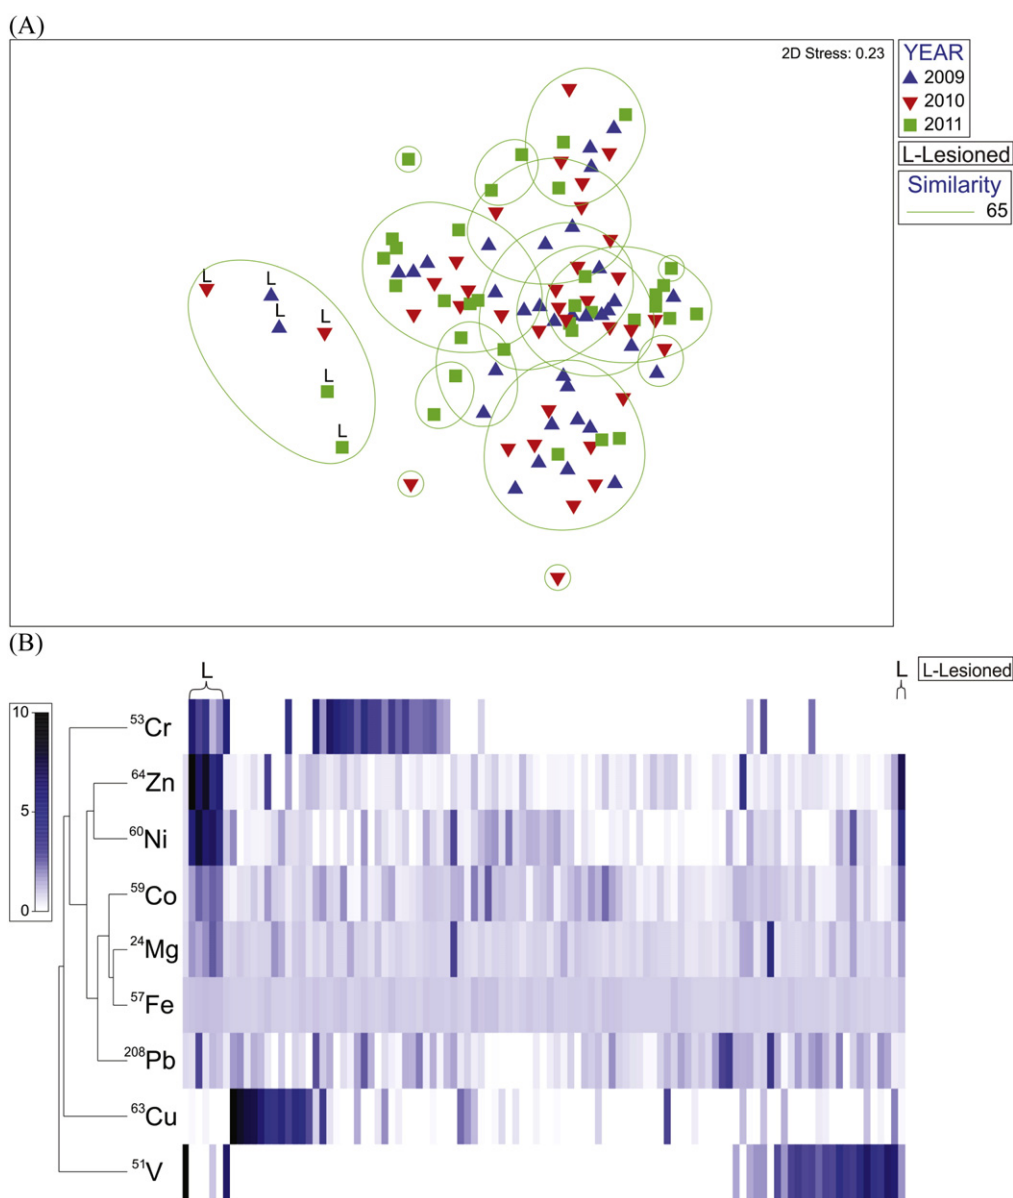 (A)
2D Stress: 0.23
YEAR
2009
2010
2011
L-Lesioned
Similarity
65
L
L
L
L
L
L
(B)
L
L
L-Lesioned
10
5
0
53Cr
64Zn
60Ni
59Co
24Mg
57Fe
208Pb
63Cu
51V